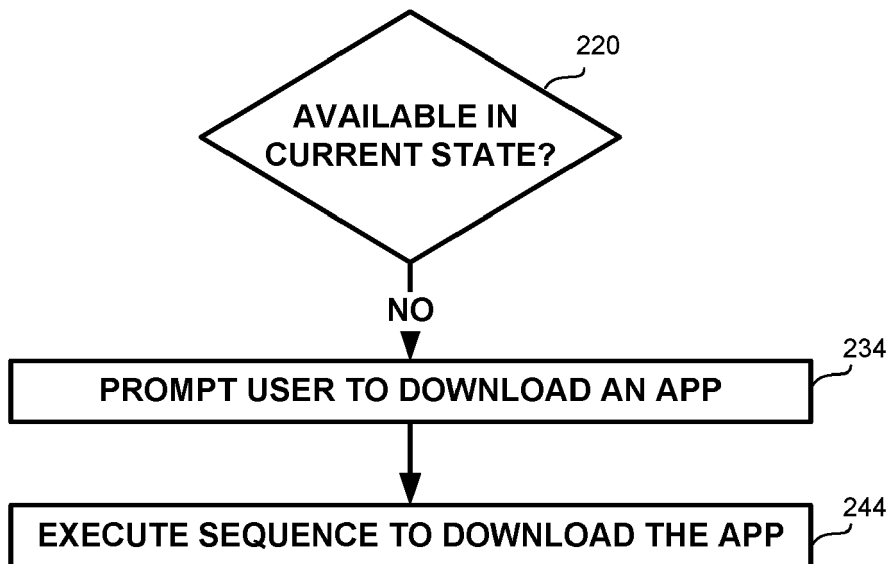 220
AVAILABLE IN
CURRENT STATE?
NO
234
PROMPT USER TO DOWNLOAD AN APP
244
EXECUTE SEQUENCE TO DOWNLOAD THE APP